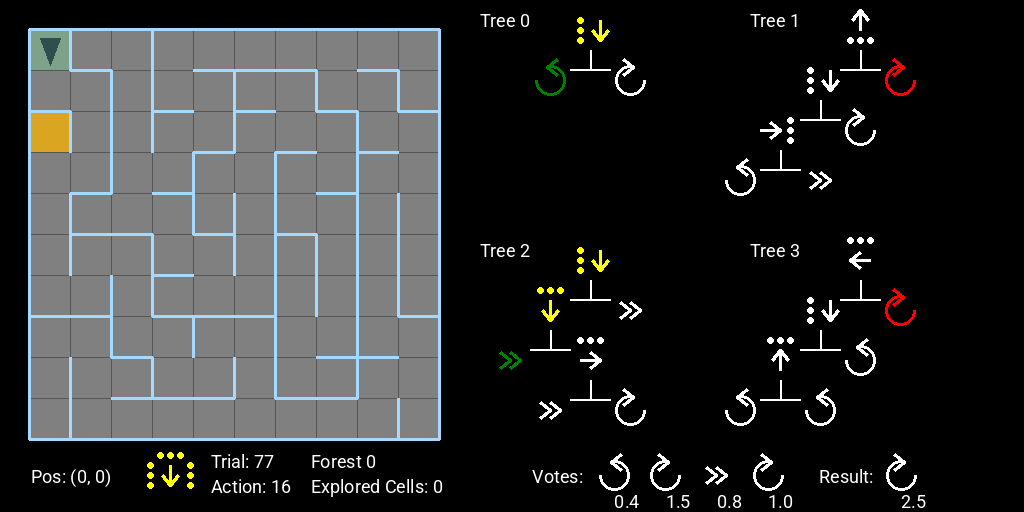 Tree 0
Tree 1
Tree 2
Tree 3
Pos: (0, 0)
Trial: 77
Forest 0
Action: 16
Explored Cells: 0
Votes:
0.4
1.5
0.8
1.0
Result:
2.5